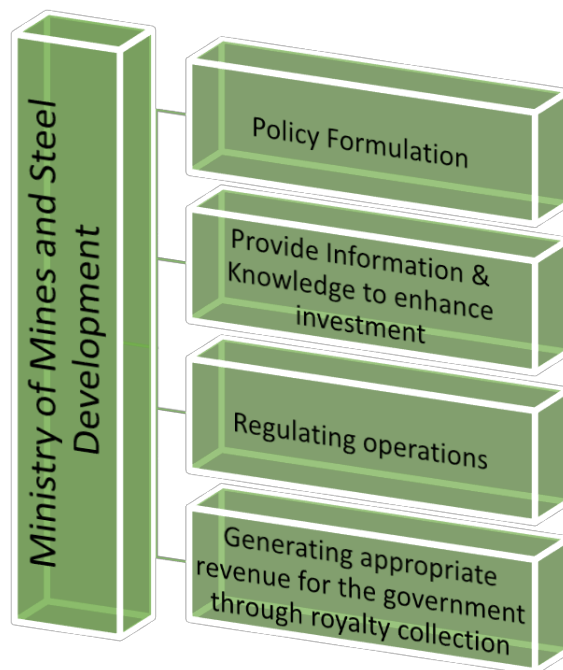 Ministry of Mines and Steel
Development
Policy Formulation
Provide Information &
Knowledge to enhance
investment
Regulating operations
Generating appropriate
revenue for the government
through royalty collection